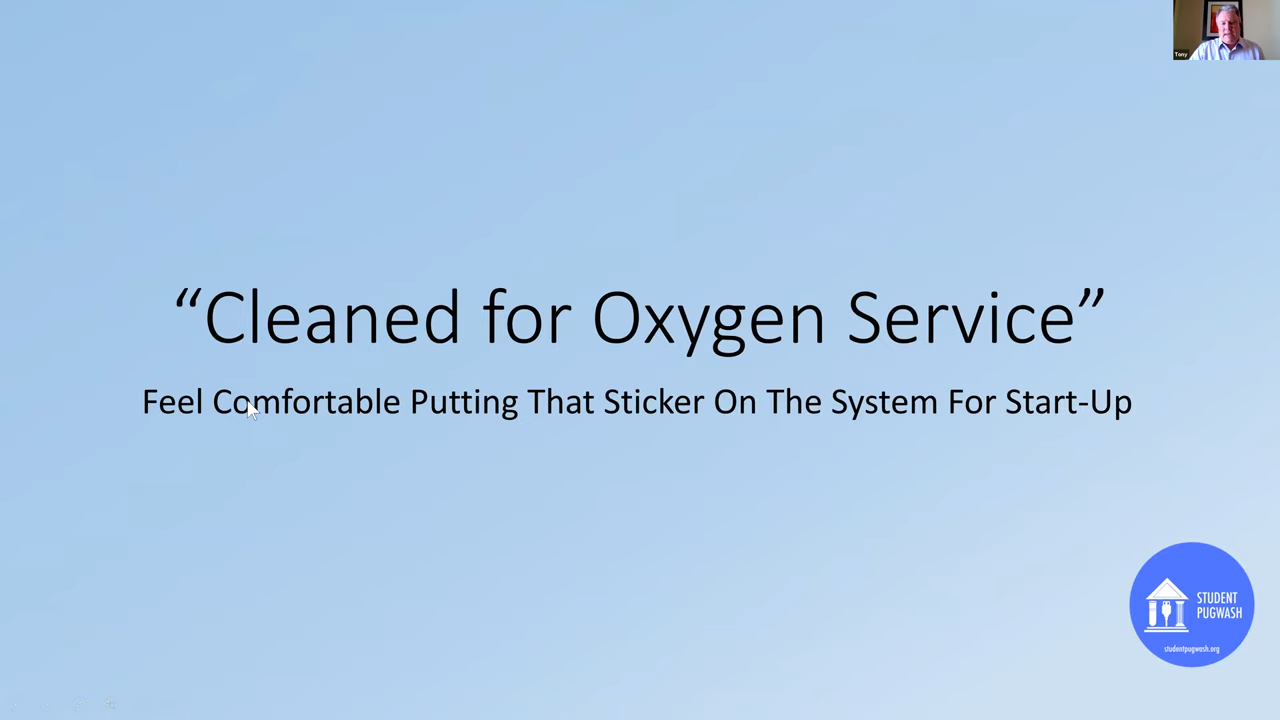 Tony
“Cleaned for Oxygen Service”
Feel Comfortable Putting That Sticker On The System For Start-Up
STUDENT
PUGWASH
studentpugwash.org